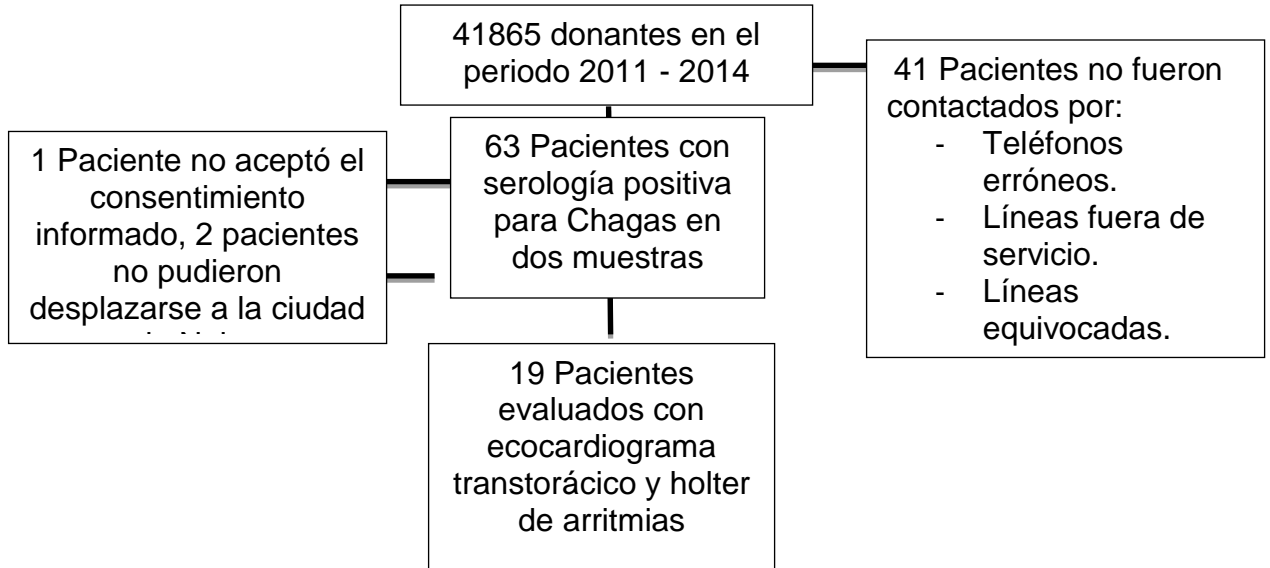 41865 donantes en el
periodo 2011 - 2014
41 Pacientes no fueron
contactados por:
- Teléfonos
erróneos.
- Líneas fuera de
servicio.
- Líneas
equivocadas.
1 Paciente no aceptó el
consentimiento
informado, 2 pacientes
no pudieron
desplazarse a la ciudad
63 Pacientes con
serología positiva
para Chagas en
dos muestras
19 Pacientes
evaluados con
ecocardiograma
transtorácico y holter
de arritmias